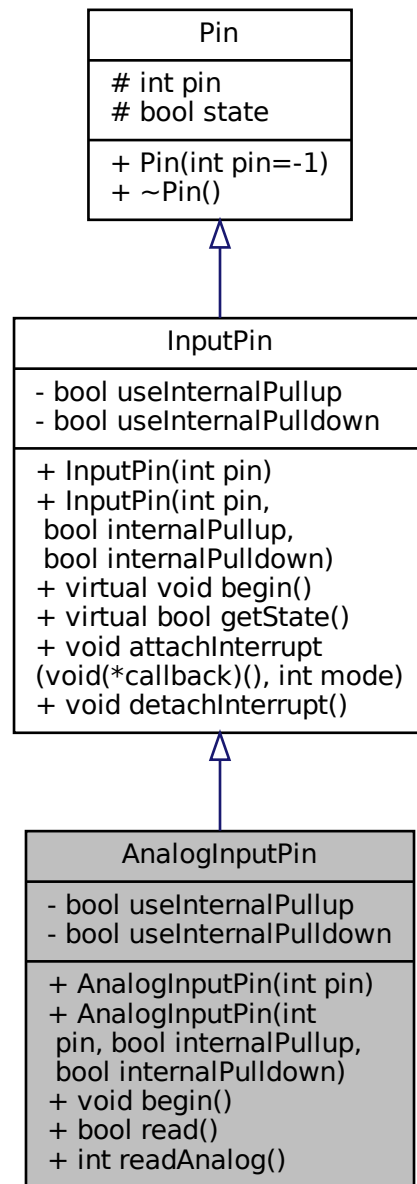 Pin
# int pin
# bool state
+ Pin(int pin=-1)
+ ~Pin()
InputPin
- bool useInternalPullup
- bool useInternalPulldown
+ InputPin(int pin)
+ InputPin(int pin,
bool internalPullup,
bool internalPulldown)
+ virtual void begin()
+ virtual bool getState()
+ void attachInterrupt
(void(*callback)(), int mode)
+ void detachInterrupt()
AnalogInputPin
- bool useInternalPullup
- bool useInternalPulldown
+ AnalogInputPin(int pin)
+ AnalogInputPin(int
pin, bool internalPullup,
bool internalPulldown)
+ void begin()
+ bool read()
+ int readAnalog()